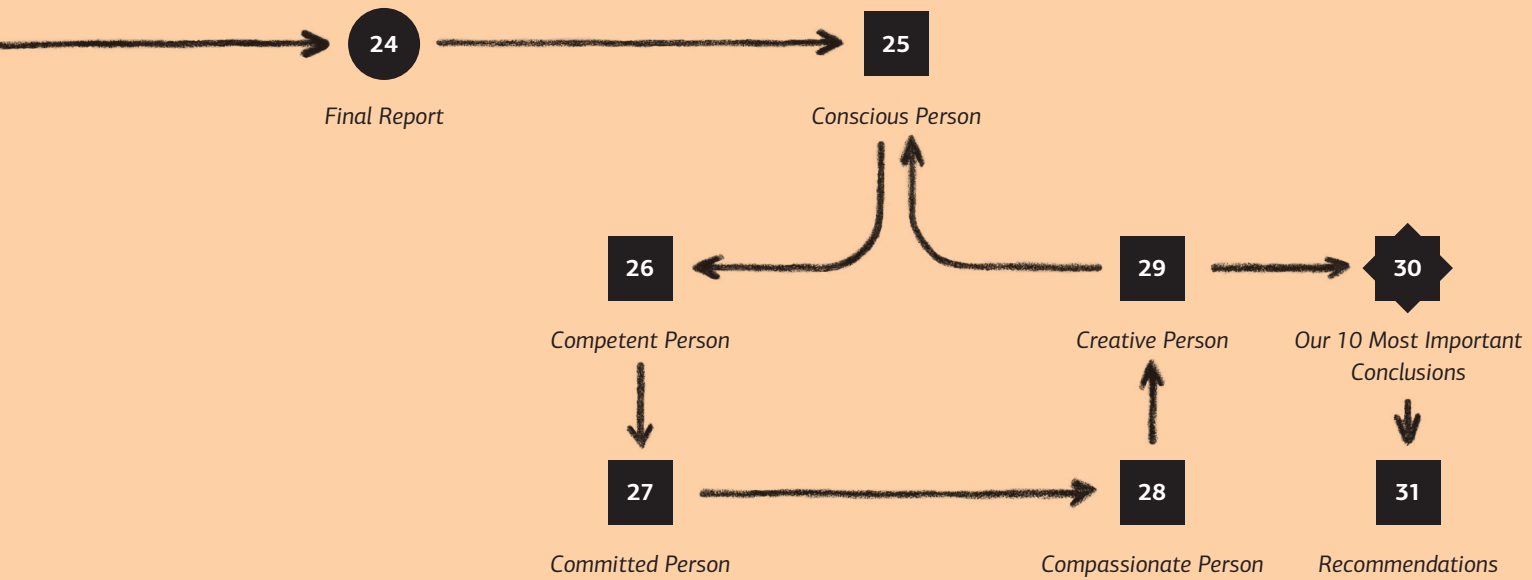 24
25
Final Report
Conscious Person
26
29
30
Competent Person
Creative Person
Our 10 Most Important
Conclusions
27
28
31
Committed Person
Compassionate Person
Recommendations